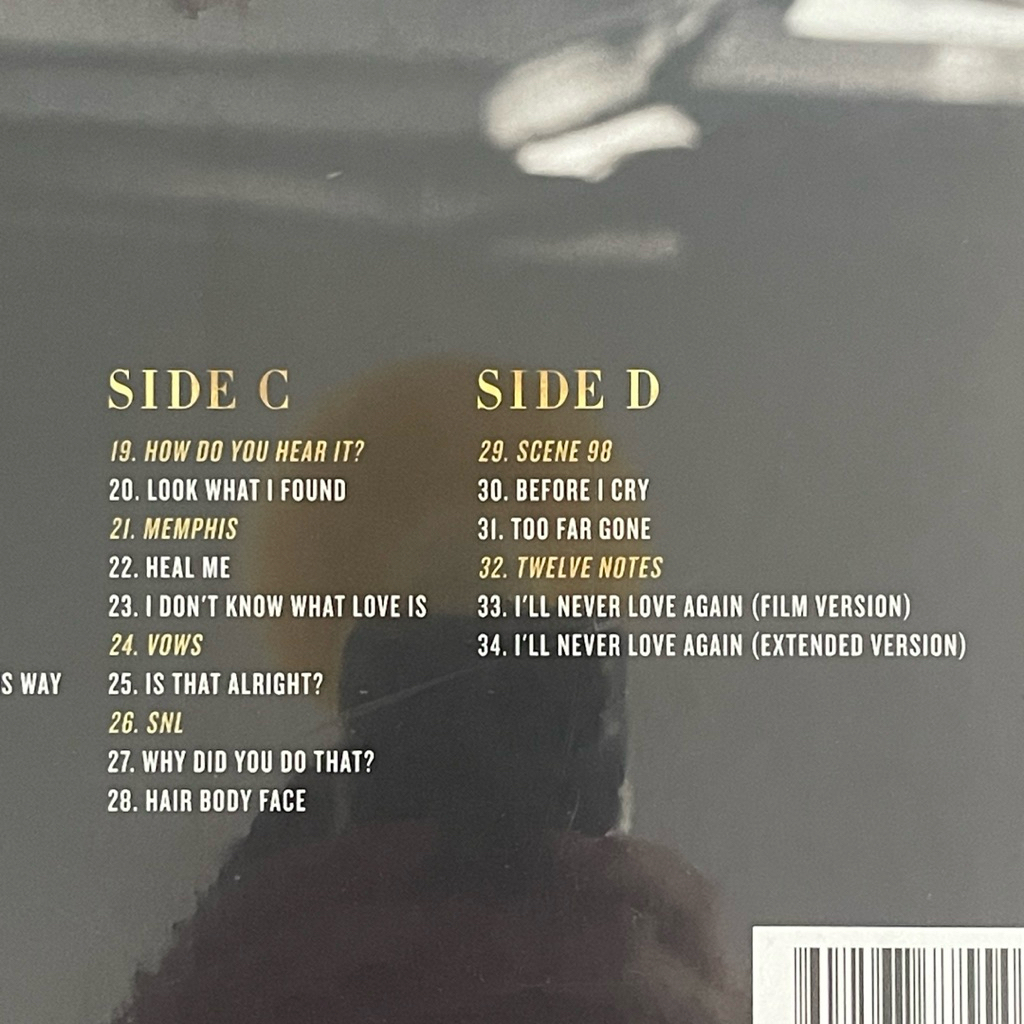 S WAY
SIDE C
19. HOW DO YOU HEAR IT?
20. LOOK WHAT I FOUND
21. MEMPHIS
22. HEAL ME
23. I DON'T KNOW WHAT LOVE IS
24. VOWS
25. IS THAT ALRIGHT?
26. SNL
27. WHY DID YOU DO THAT?
28. HAIR BODY FACE
SIDE D
29. SCENE 98
30. BEFORE I CRY
31. TOO FAR GONE
32. TWELVE NOTES
33. I'LL NEVER LOVE AGAIN (FILM VERSION)
34. I'LL NEVER LOVE AGAIN (EXTENDED VERSION)